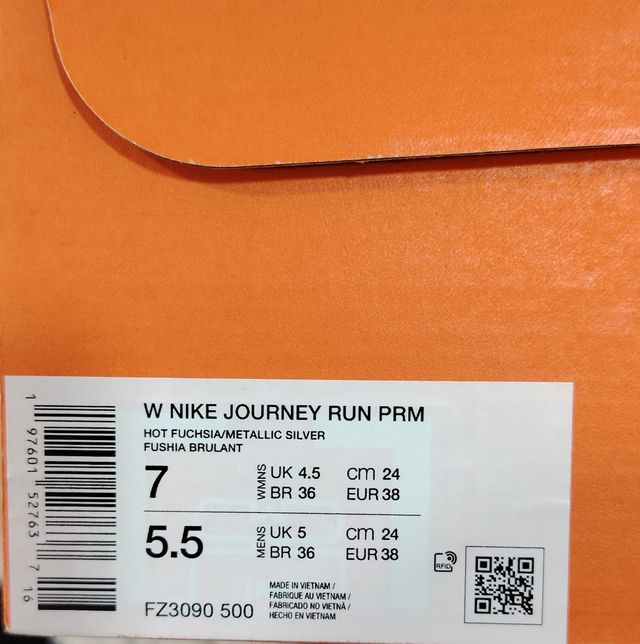 W NIKE JOURNEY RUN PRM
HOT FUCHSIA/METALLIC SILVER
FUSHIA BRULANT
7 WMNS UK 4.5 cm 24
BR 36 EUR 38
5.5 MENS UK 5 cm 24
BR 36 EUR 38
FZ3090 500
MADE IN VIETNAM /
FABRIQUE AU VIETNAM /
FABRICADO NO VIETNÃ /
HECHO EN VIETNAM
RFID
1 97601 52763 7 16